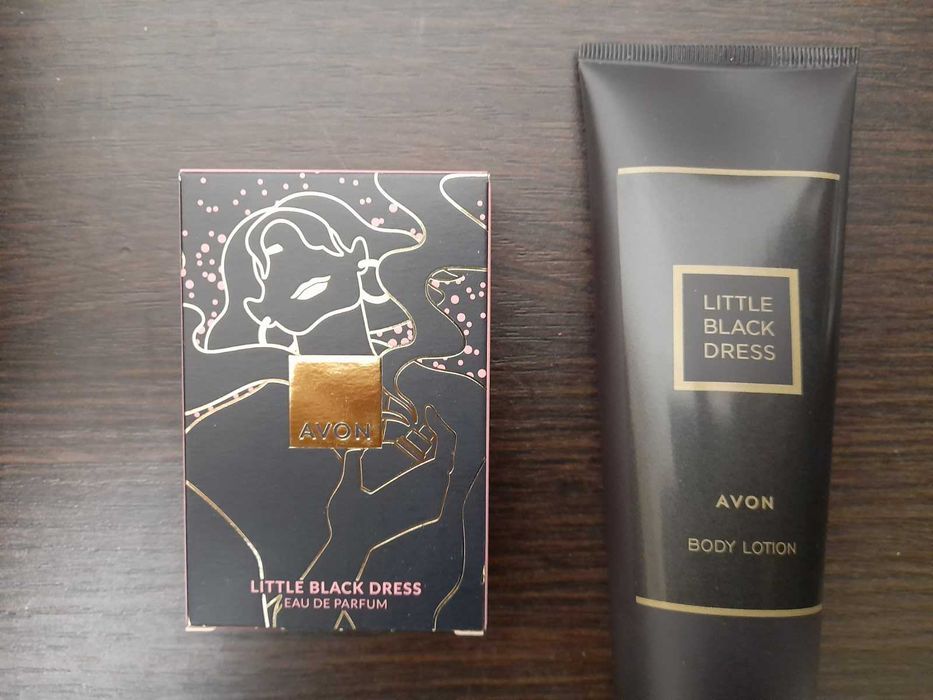 AVON
LITTLE BLACK DRESS
EAU DE PARFUM
LITTLE
BLACK
DRESS
AVON
BODY LOTION